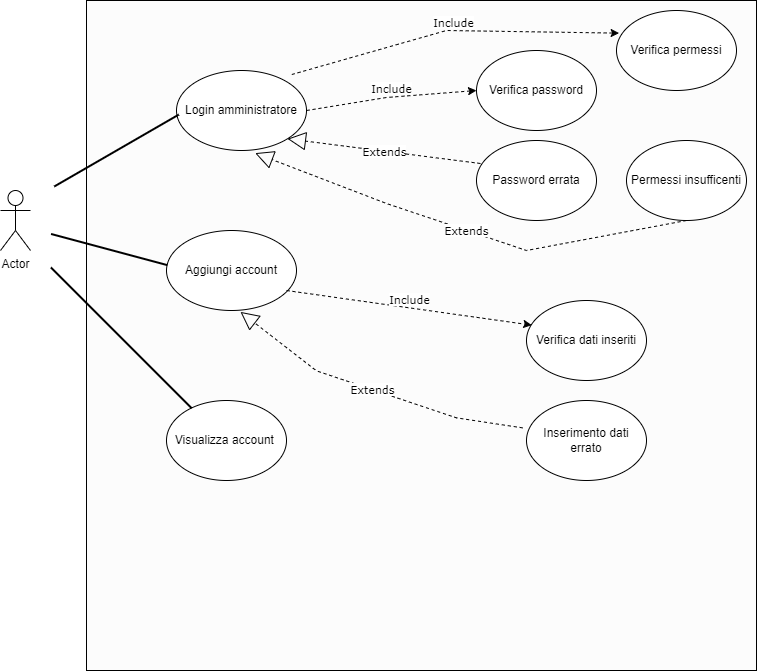 Include
Verifica permessi
Login amministratore
Include
Verifica password
Extends
Password errata
Permessi insufficenti
Extends
Actor
Aggiungi account
Include
Verifica dati inseriti
Extends
Visualizza account
Inserimento dati
errato